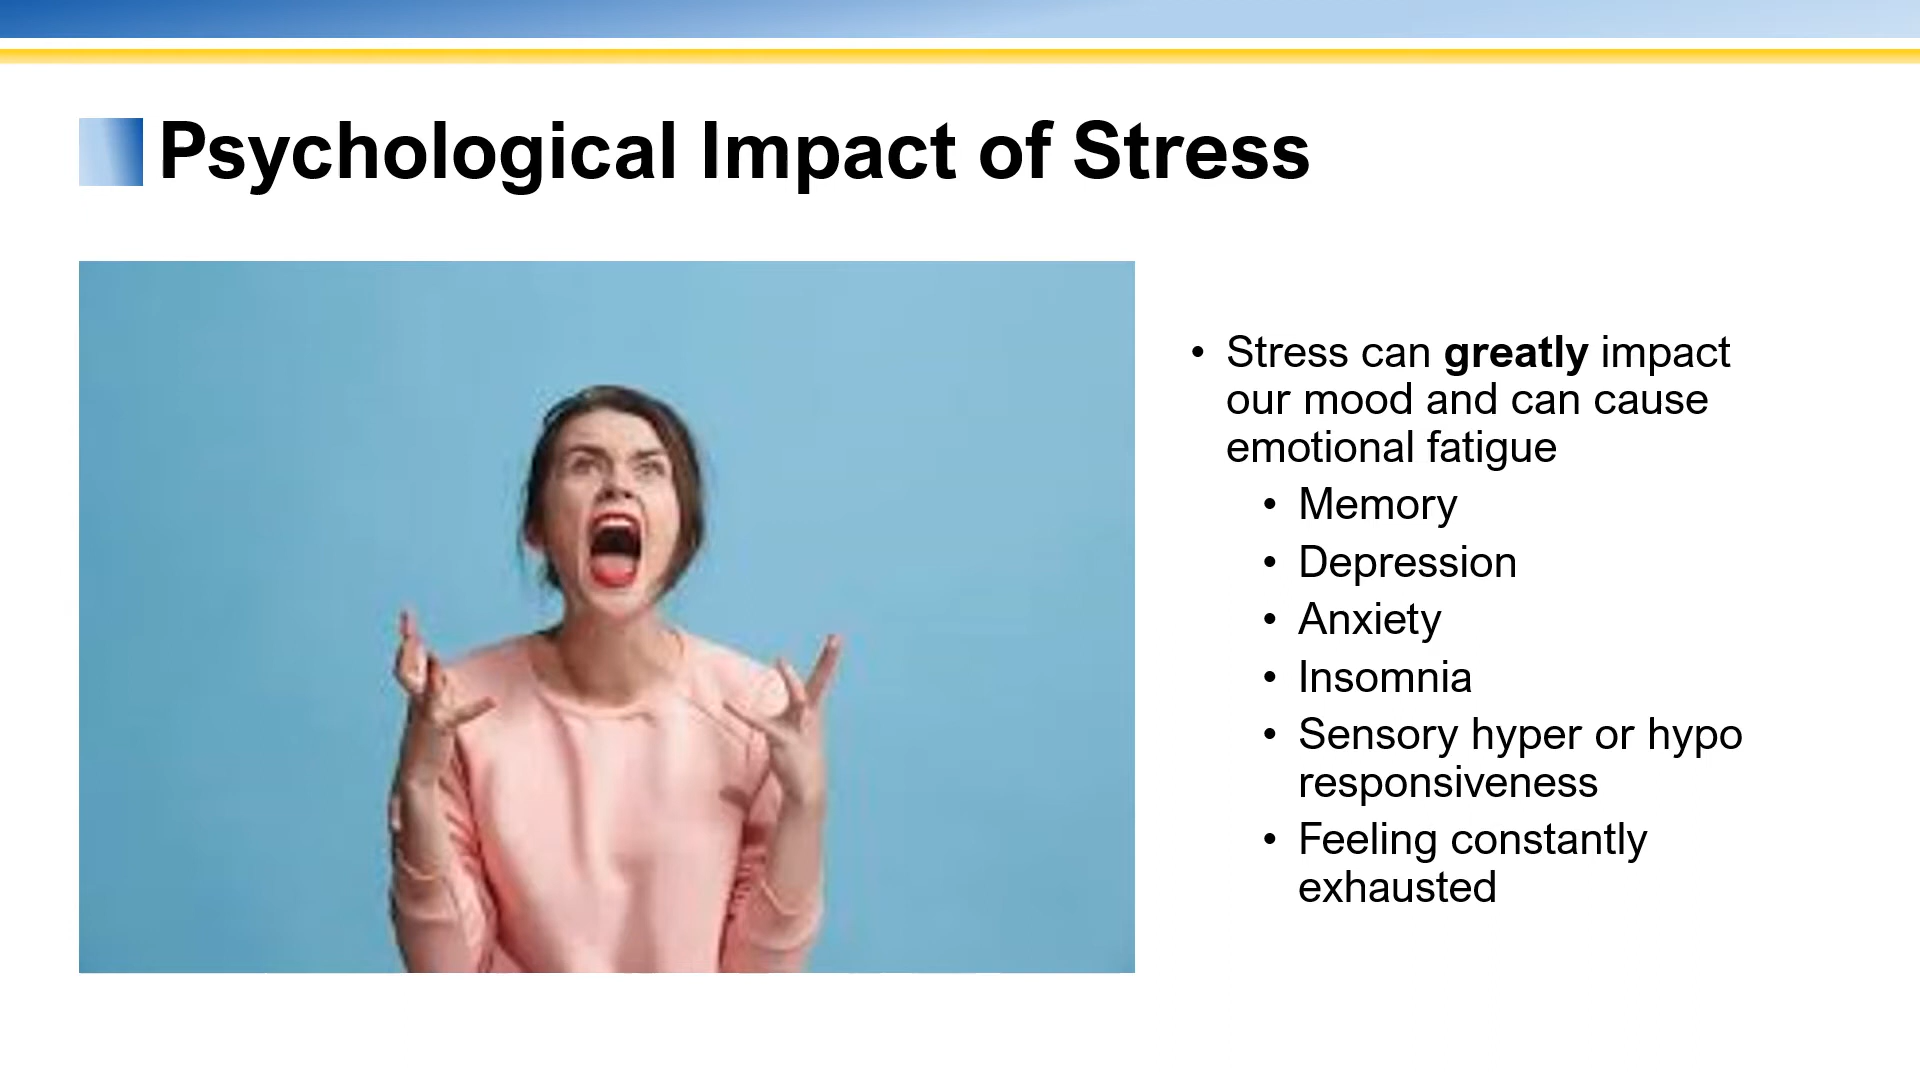 Psychological Impact of Stress
• Stress can greatly impact
our mood and can cause
emotional fatigue
• Memory
• Depression
• Anxiety
• Insomnia
• Sensory hyper or hypo
responsiveness
• Feeling constantly
exhausted